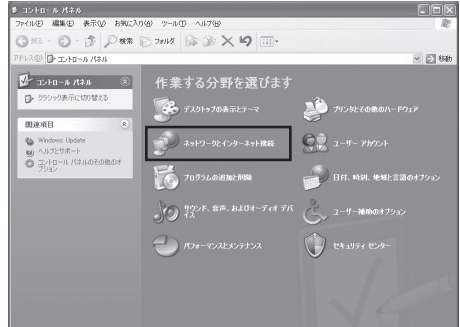 コントロール パネル
ファイル(F) 編集(E) 表示(V) お気に入り(A) ツール(T) ヘルプ(H)
戻る 検索 フォルダ
アドレス(D) コントロール パネル 移動
コントロール パネル
クラシック表示に切り替える
関連項目
Windows Update
ヘルプとサポート
コントロール パネルのその他のオプション
作業する分野を選びます
デスクトップの表示とテーマ
プリンタとその他のハードウェア
ネットワークとインターネット接続
ユーザー アカウント
プログラムの追加と削除
日付、時刻、地域と言語のオプション
サウンド、音声、およびオーディオ デバイス
ユーザー補助のオプション
パフォーマンスとメンテナンス
セキュリティ センター